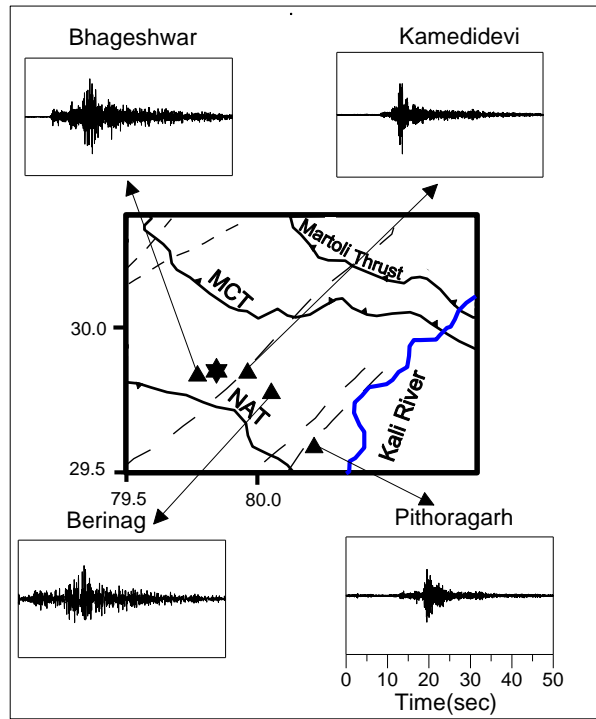 Bhageshwar
Kamedidevi
Martoli Thrust
MCT
30.0
NAT
Kali River
29.5
79.5
80.0
Berinag
Pithoragarh
0 10 20 30 40 50
Time(sec)